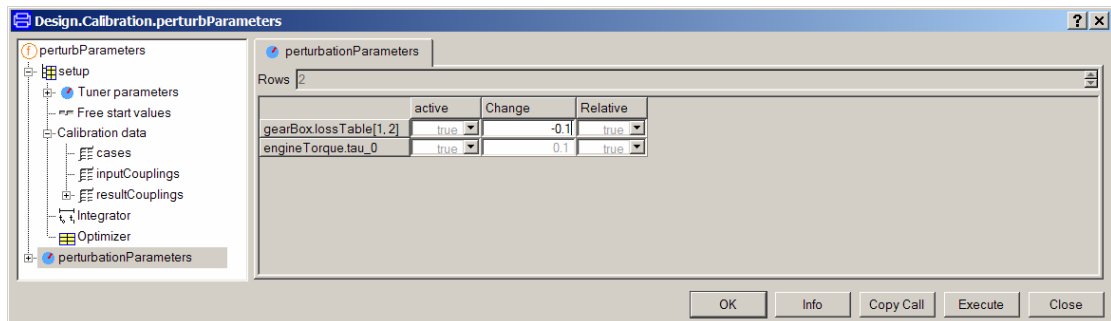 Design.Calibration.perturbParameters
perturbParameters
setup
Tuner parameters
Free start values
Calibration data
cases
inputCouplings
resultCouplings
Integrator
Optimizer
perturbationParameters
perturbationParameters
Rows 2
active Change Relative
gearBox.lossTable[1, 2] true -0.1 true
engineTorque.tau_0 true 0.1 true
OK Info Copy Call Execute Close